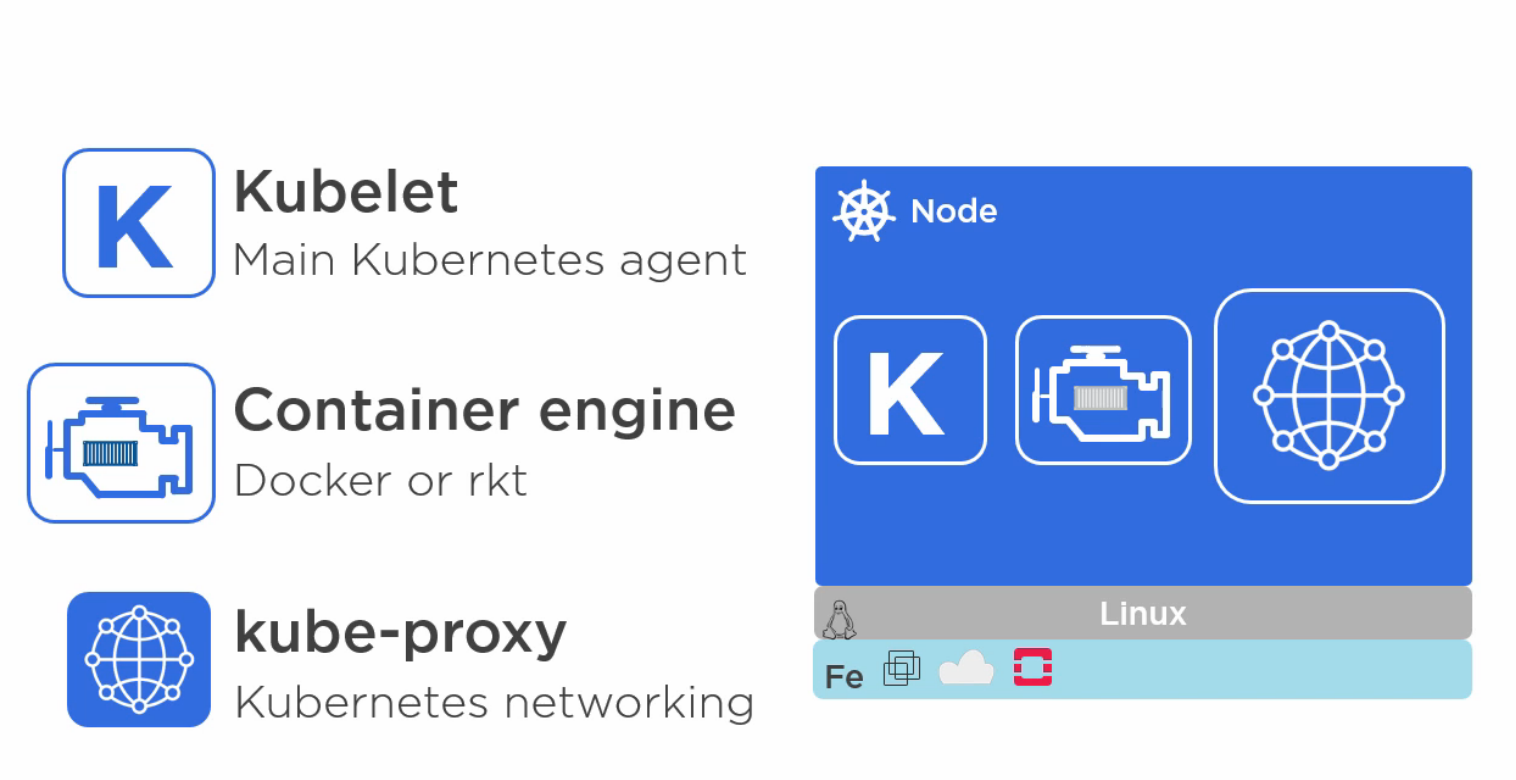 K
Kubelet
Main Kubernetes agent
Container engine
Docker or rkt
kube-proxy
Kubernetes networking
Node
K
Linux
Fe